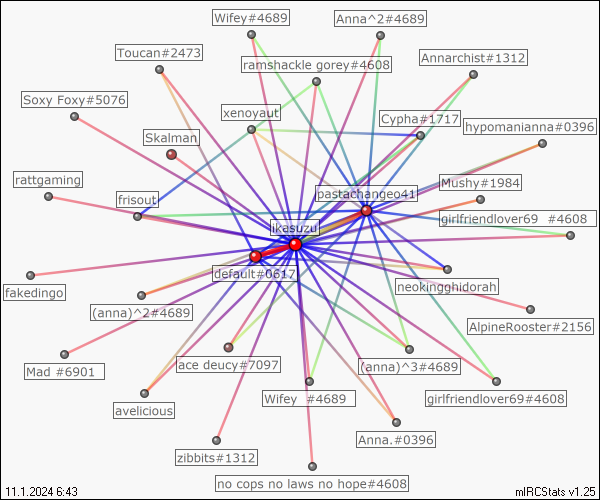 Wifey#4689
Anna^2#4689
Toucan#2473
ramshackle gorey#4608
Annarchist#1312
Soxy Foxy#5076
xenoyaut
Cypha#1717
hypomanianna#0396
Skalman
rattgaming
frisout
pastachangeo41
Mushy#1984
likesuzu
girlfriendlover69 #4608
default#0617
fakedingo
neokingghidorah
(anna)^2#4689
AlpineRooster#2156
Mad #6901
ace deucy#7097
(anna)^3#4689
avelicious
Wifey #4689
girlfriendlover69#4608
zibbits#1312
Anna.#0396
no cops no laws no hope#4608
11.1.2024 6:43
mIRCStats v1.25